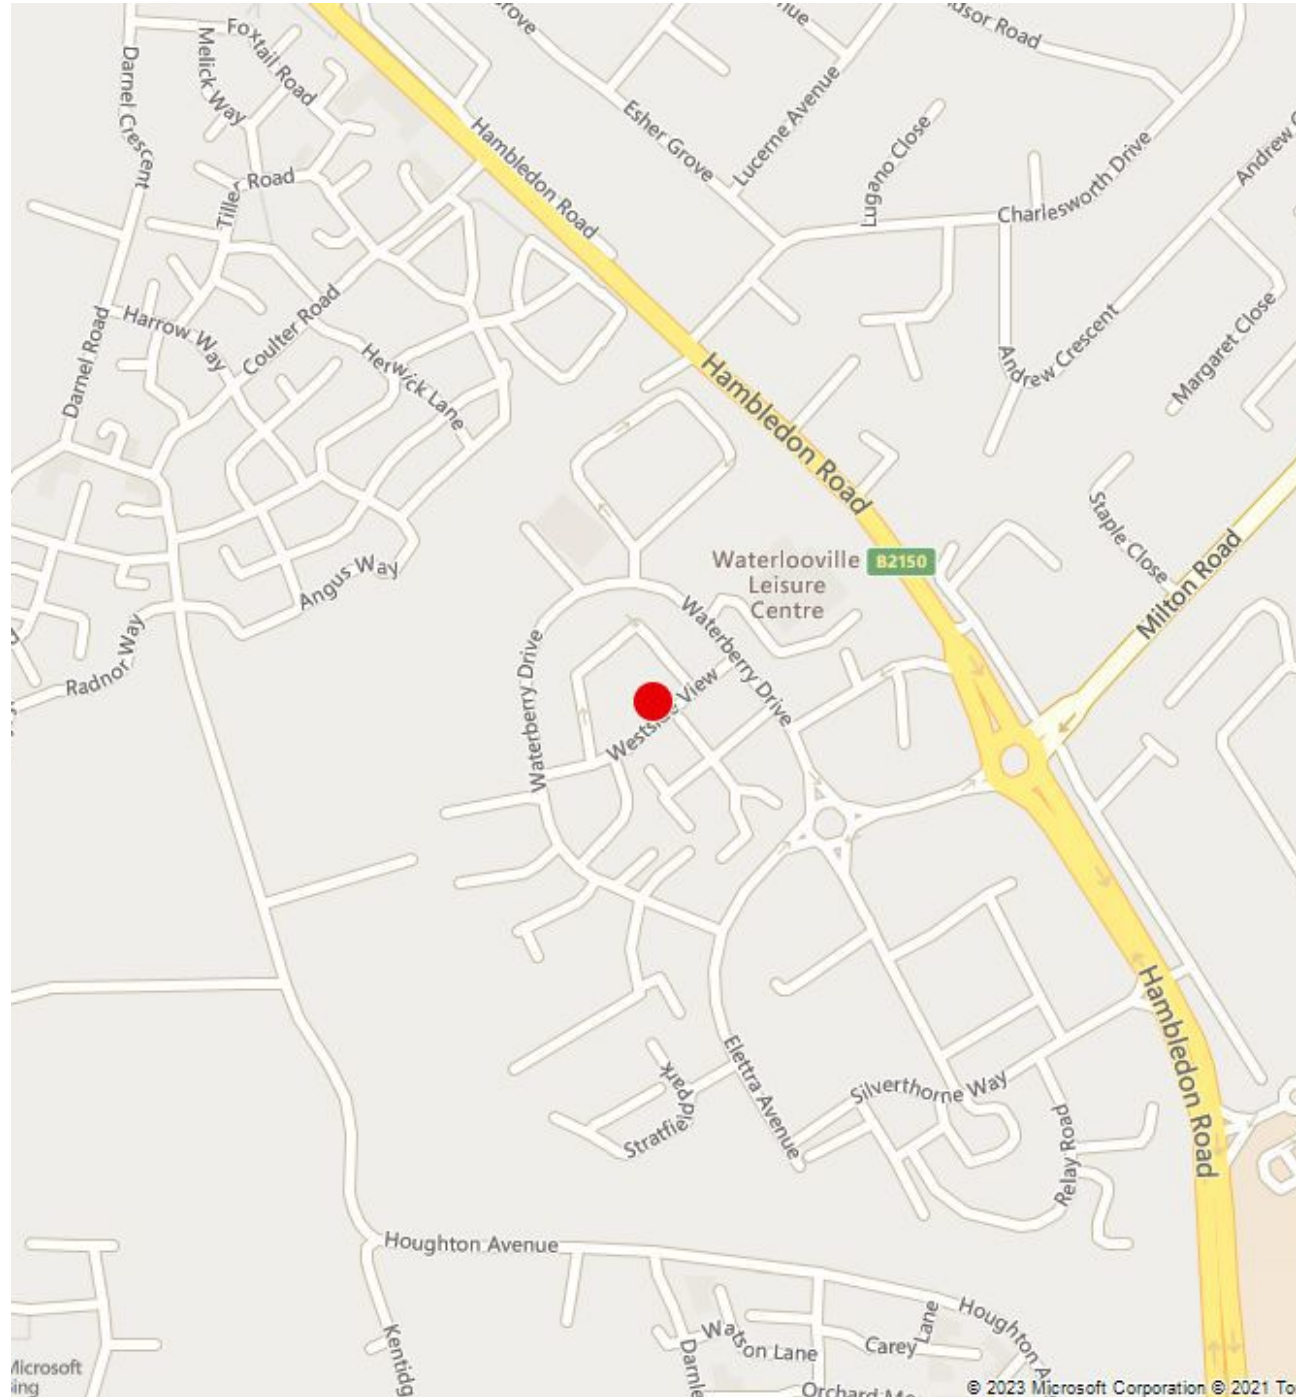 Foxtail Road
Melick Way
Darnel Crescent
Esher Grove
Lucerne Avenue
Lugano Close
Charlesworth Drive
Andrew
Hambledon Road
Tiller Road
Harrow Way
Coulter Road
Herwick Lane
Darnel Road
Andrew Crescent
Margaret Close
Hambledon Road
Staple Close
Milton Road
Waterlooville
Leisure
Centre
B2150
Angus Way
Radnor Way
Waterberry Drive
Waterberry Drive
Westside View
Elettra Avenue
Silverthorne Way
Relay Road
Hambledon Road
Stratfield park
Houghton Avenue
Houghton
Watson Lane
Carey Lane
© 2023 Microsoft Corporation © 2021 To